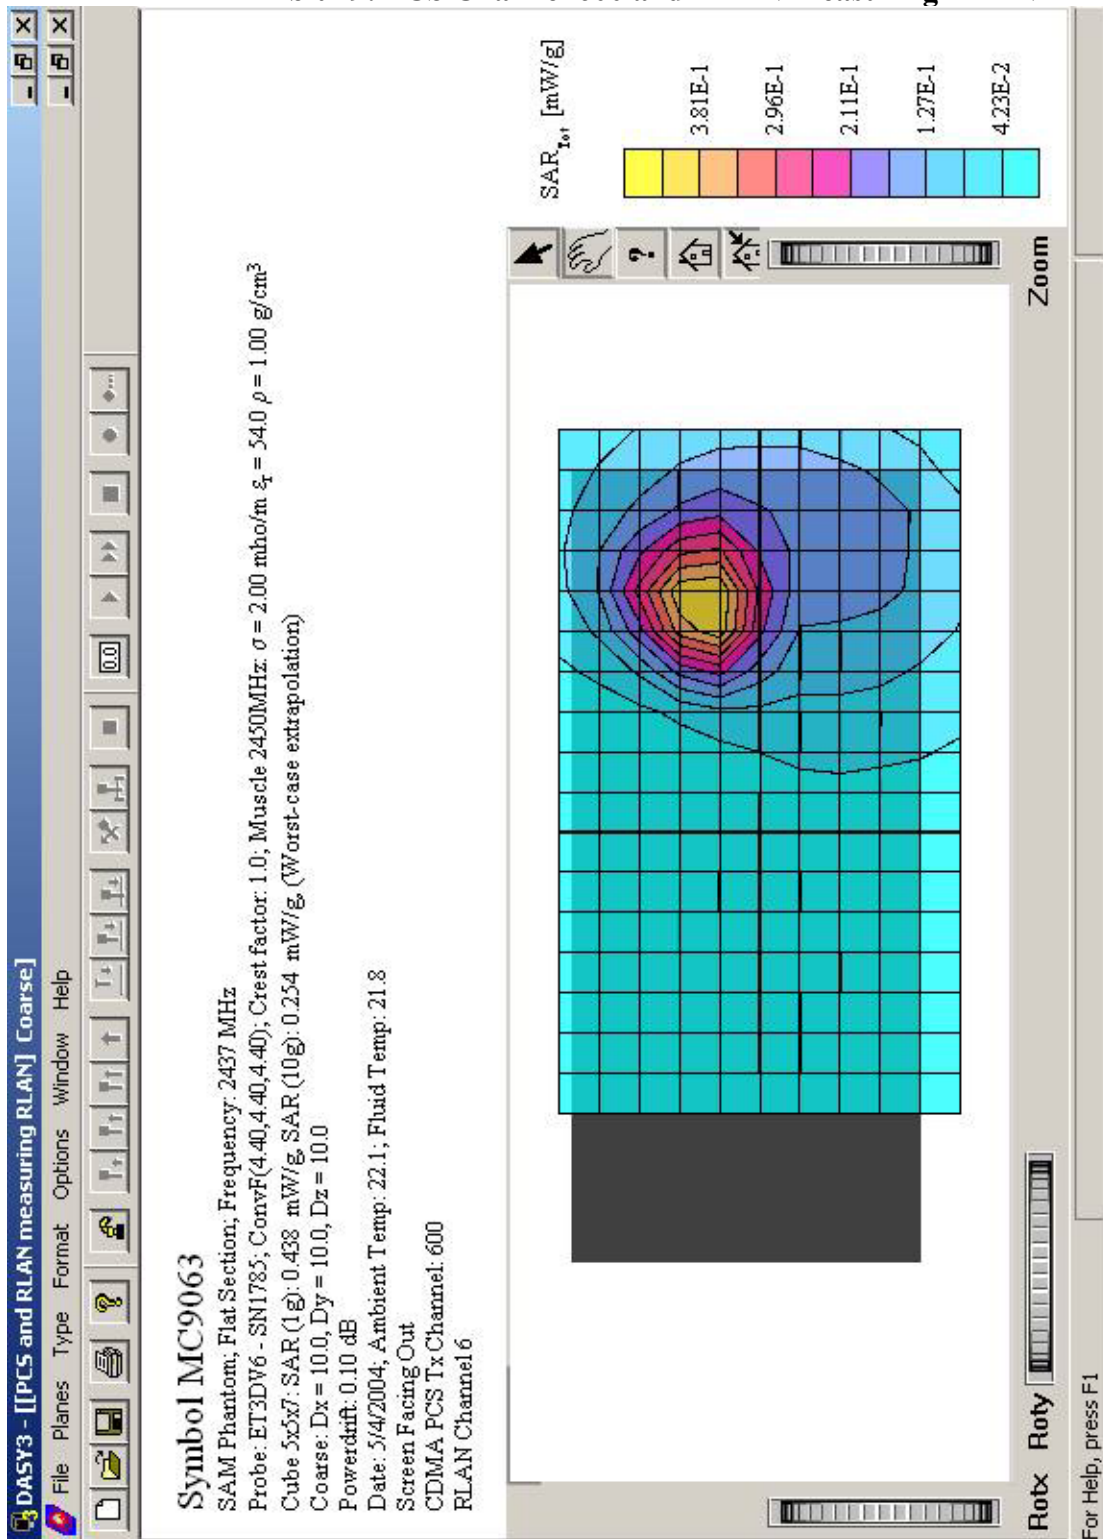 DASY3 - [[PCS and RLAN measuring RLAN] Coarse]
File Planes Type Format Options Window Help
Symbol MC9063
SAM Phantom; Flat Section; Frequency: 2437 MHz
Probe: ET3DV6 - SN1785; ConvF(4.40,4.40,4.40); Crest factor: 1.0; Muscle 2450MHz: σ = 2.00 mho/m εr = 54.0 ρ = 1.00 g/cm³
Cube 5x5x7: SAR (1g): 0.438 mW/g, SAR (10g): 0.254 mW/g, (Worst-case extrapolation)
Coarse: Dx = 10.0, Dy = 10.0, Dz = 10.0
Powerdrift: 0.10 dB
Date: 5/4/2004; Ambient Temp: 22.1; Fluid Temp: 21.8
Screen Facing Out
CDMA PCS Tx Channel: 600
RLAN Channel 6
SARTot [mW/g]
3.81E-1
2.96E-1
2.11E-1
1.27E-1
4.23E-2
Rotx Roty
Zoom
For Help, press F1